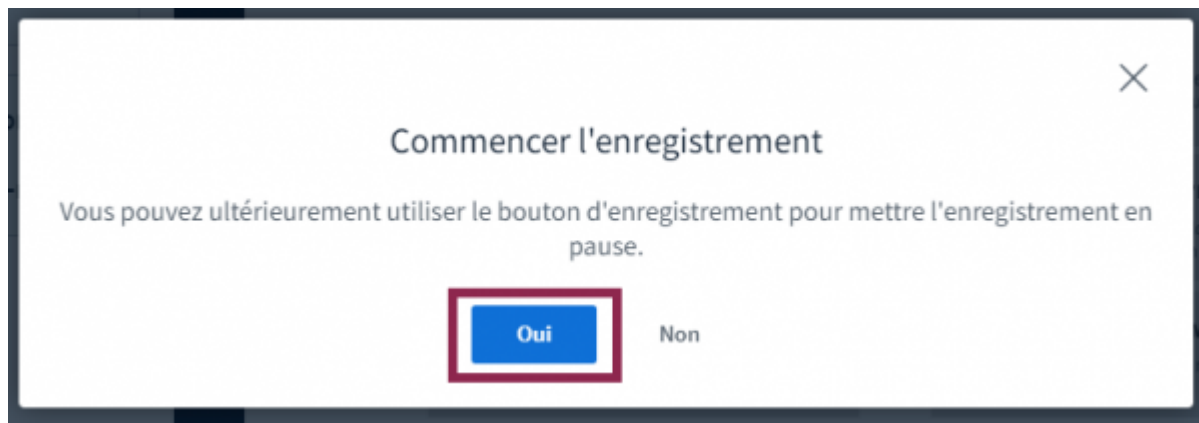 Commencer l'enregistrement
Vous pouvez ultérieurement utiliser le bouton d'enregistrement pour mettre l'enregistrement en
pause.
Oui Non